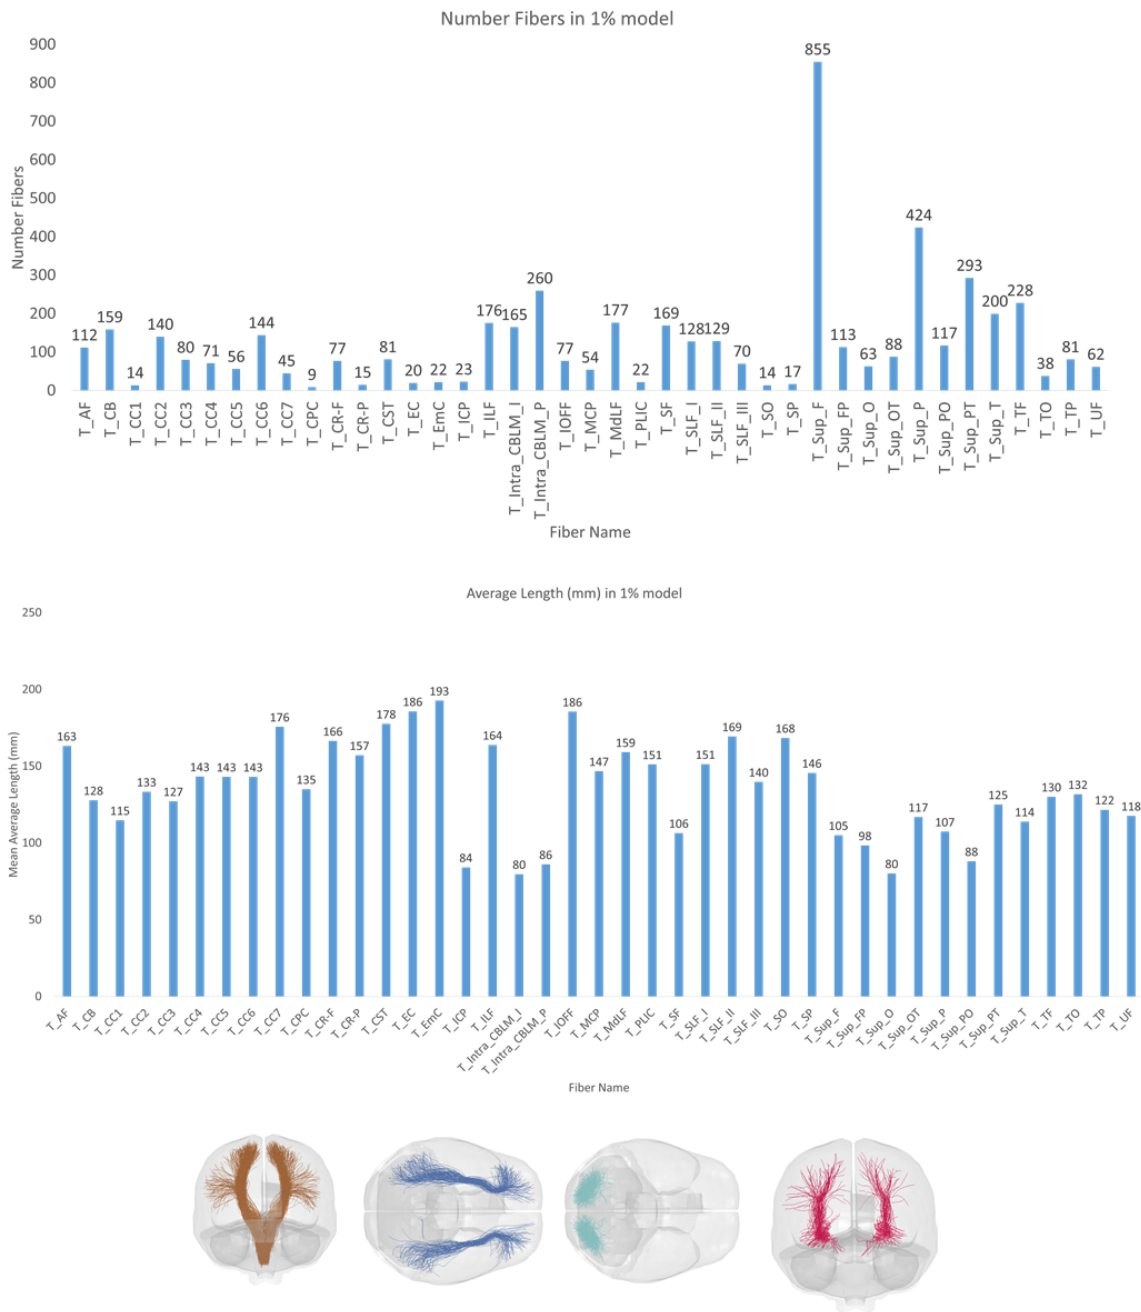 Number Fibers in 1% model
900
800
700
600
500
400
300
200
100
0
Number Fibers
112
159
14
140
80
71
56
144
45
9
77
15
81
20
22
23
176
165
260
77
54
177
22
169
128
129
70
14
17
855
113
63
88
424
117
293
200
228
38
81
62
T_AF
T_CB
T_CC1
T_CC2
T_CC3
T_CC4
T_CC5
T_CC6
T_CC7
T_CPC
T_CR-F
T_CR-P
T_CST
T_EC
T_EmC
T_ICP
T_ILF
T_Intra_CBLM_I
T_Intra_CBLM_P
T_IOFF
T_MCP
T_MdLF
T_PLIC
T_SF
T_SLF_I
T_SLF_II
T_SLF_III
T_SO
T_SP
T_Sup_F
T_Sup_FP
T_Sup_O
T_Sup_OT
T_Sup_P
T_Sup_PO
T_Sup_PT
T_Sup_T
T_TF
T_TO
T_TP
T_UF
Fiber Name
Average Length (mm) in 1% model
250
200
150
100
50
0
Mean Average Length (mm)
163
128
115
133
127
143
143
143
176
135
166
157
178
186
193
84
164
80
86
186
147
159
151
106
151
169
140
168
146
105
98
80
117
107
88
125
114
130
132
122
118
T_AF
T_CB
T_CC1
T_CC2
T_CC3
T_CC4
T_CC5
T_CC6
T_CC7
T_CPC
T_CR-F
T_CR-P
T_CST
T_EC
T_EmC
T_ICP
T_ILF
T_Intra_CBLM_I
T_Intra_CBLM_P
T_IOFF
T_MCP
T_MdLF
T_PLIC
T_SF
T_SLF_I
T_SLF_II
T_SLF_III
T_SO
T_SP
T_Sup_F
T_Sup_FP
T_Sup_O
T_Sup_OT
T_Sup_P
T_Sup_PO
T_Sup_PT
T_Sup_T
T_TF
T_TO
T_TP
T_UF
Fiber Name